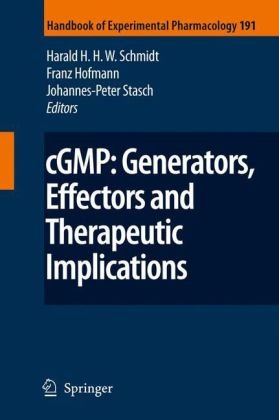 Handbook of Experimental Pharmacology 191
Harald H. H. W. Schmidt
Franz Hofmann
Johannes-Peter Stasch
Editors
cGMP: Generators,
Effectors and
Therapeutic
Implications
Springer